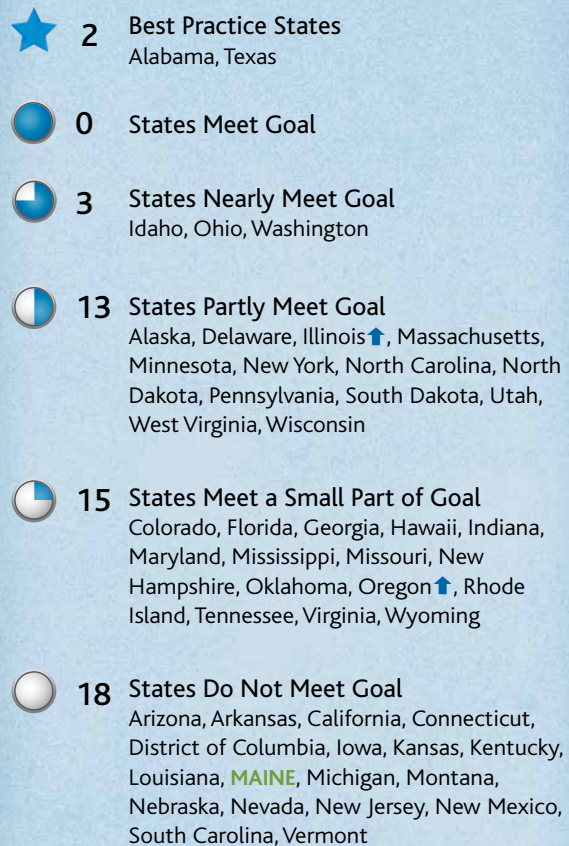 2 Best Practice States
Alabama, Texas
0 States Meet Goal
3 States Nearly Meet Goal
Idaho, Ohio, Washington
13 States Partly Meet Goal
Alaska, Delaware, Illinois⬆, Massachusetts,
Minnesota, New York, North Carolina, North
Dakota, Pennsylvania, South Dakota, Utah,
West Virginia, Wisconsin
15 States Meet a Small Part of Goal
Colorado, Florida, Georgia, Hawaii, Indiana,
Maryland, Mississippi, Missouri, New
Hampshire, Oklahoma, Oregon⬆, Rhode
Island, Tennessee, Virginia, Wyoming
18 States Do Not Meet Goal
Arizona, Arkansas, California, Connecticut,
District of Columbia, Iowa, Kansas, Kentucky,
Louisiana, MAINE, Michigan, Montana,
Nebraska, Nevada, New Jersey, New Mexico,
South Carolina, Vermont